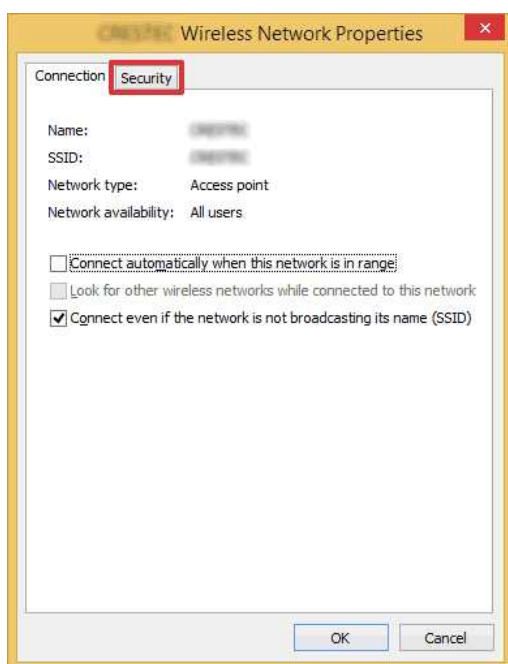 Wireless Network Properties
Connection Security
Name:
SSID:
Network type: Access point
Network availability: All users
Connect automatically when this network is in range
Look for other wireless networks while connected to this network
Connect even if the network is not broadcasting its name (SSID)
OK Cancel